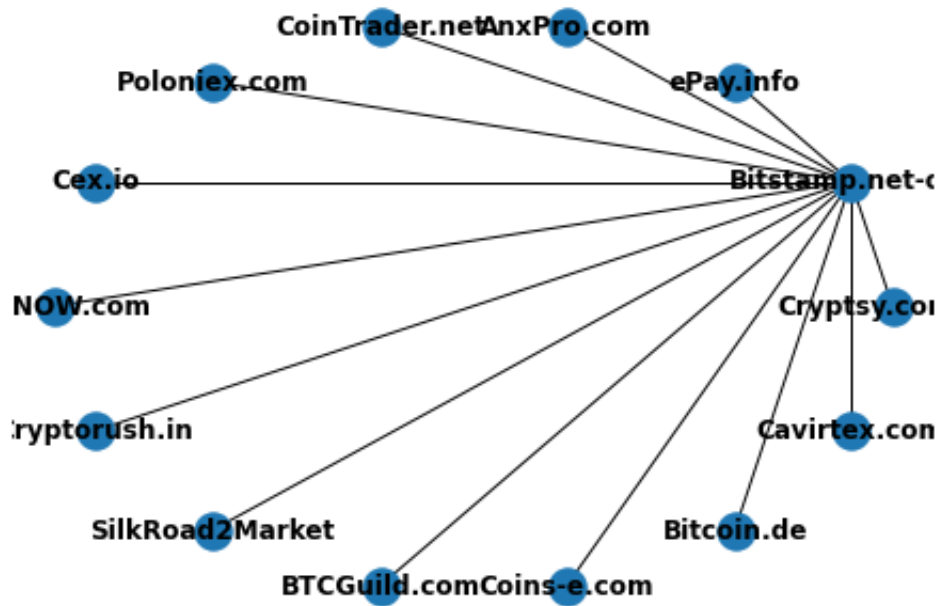 CoinTrader.net
AnxPro.com
Poloniex.com
ePay.info
Cex.io
Bitstamp.net-
NOW.com
Cryptsy.co
ryptorush.in
Cavirtex.con
SilkRoad2Market
Bitcoin.de
BTCGuild.com
Coins-e.com